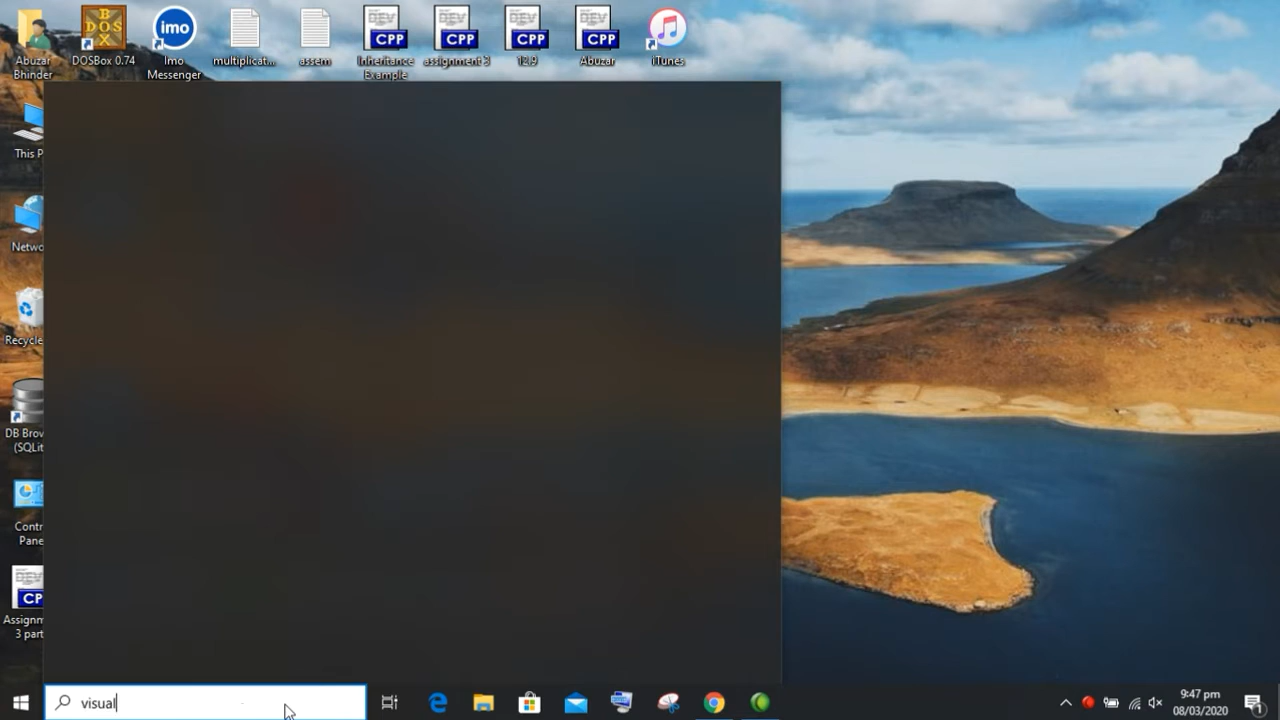 Abuzar
Bhinder
DOSBox 0.74
Imo
Messenger
multiplicat...
assem
Inheritance
Example
assignment 3
12.9
Abuzar
iTunes
B
DOS
X
imo
DEV
CPP
DEV
CPP
DEV
CPP
DEV
CPP
This P
Netwo
Recycle
DB Brow
(SQLit
Contr
Pane
DEV
CP
Assignm
3 part
visual
9:47 pm
08/03/2020
1